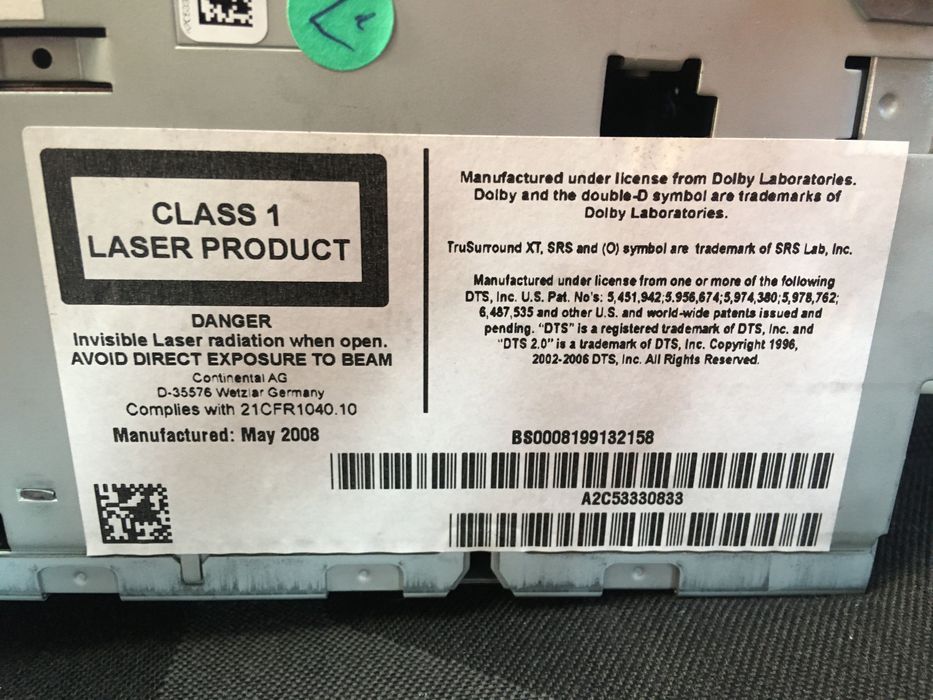 CLASS 1
LASER PRODUCT
DANGER
Invisible Laser radiation when open.
AVOID DIRECT EXPOSURE TO BEAM
Continental AG
D-35576 Wetzlar Germany
Complies with 21CFR1040.10
Manufactured: May 2008
Manufactured under license from Dolby Laboratories.
Dolby and the double-D symbol are trademarks of
Dolby Laboratories.
TruSurround XT, SRS and (O) symbol are trademark of SRS Lab, Inc.
Manufactured under license from one or more of the following
DTS, Inc. U.S. Pat. No's: 5,451,942;5.956,674;5,974,380;5,978,762;
6,487,535 and other U.S. and world-wide patents issued and
pending. "DTS" is a registered trademark of DTS, Inc. and
"DTS 2.0" is a trademark of DTS, Inc. Copyright 1996,
2002-2006 DTS, Inc. All Rights Reserved.
BS0008199132158
A2C53330833